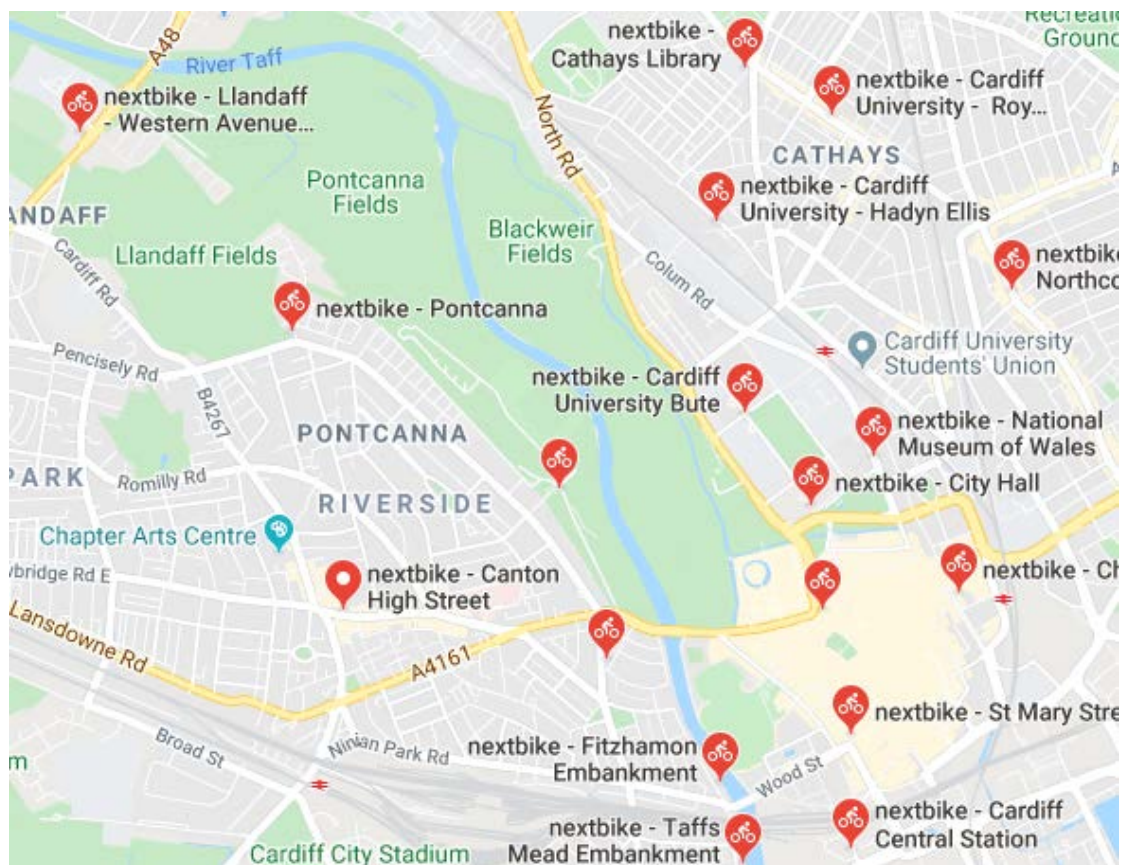 A48
River Taff
nextbike - Llandaff
- Western Avenue...
nextbike -
Cathays Library
Recreatio
Ground
nextbike - Cardiff
University - Roy...
North Rd
CATHAYS
Pontcanna
Fields
nextbike - Cardiff
University - Hadyn Ellis
ANDAFF
Blackweir
Fields
Llandaff Fields
Cardiff Rd
Colum Rd
nextbike
Northco
nextbike - Pontcanna
Cardiff University
Students' Union
Pencisely Rd
nextbike - Cardiff
University Bute
B4267
nextbike - National
Museum of Wales
PONTCANNA
PARK
Romilly Rd
RIVERSIDE
nextbike - City Hall
Chapter Arts Centre
wbridge Rd E
nextbike - Canton
High Street
nextbike - Ch
Lansdowne Rd
A4161
nextbike - St Mary Stre
Broad St
Ninian Park Rd
nextbike - Fitzhamon
Embankment
Wood St
m
nextbike - Taffs
Mead Embankment
nextbike - Cardiff
Central Station
Cardiff City Stadium